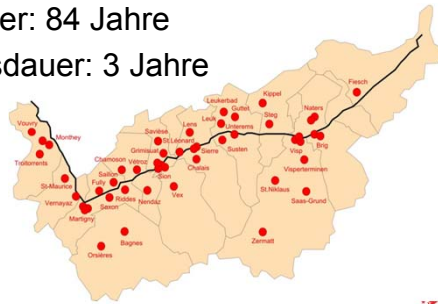 er: 84 Jahre
sdauer: 3 Jahre
Fiesch
Kippel
Leukerbad
Guttet
Naters
Steg
Leuk
Unterems
Lens
Savièse
St.Léonard
Vouvry
Monthey
Grimisuat
Brig
Susten
Visp
Sierre
Troitorrents
Chamoson
Vétroz
Chalais
Visperterminen
Sion
Saillon
St-Maurice
Fully
St.Niklaus
Vex
Saas-Grund
Vernayaz
Riddes
Nendaz
Saxon
Martigny
Bagnes
Zermatt
Orsières